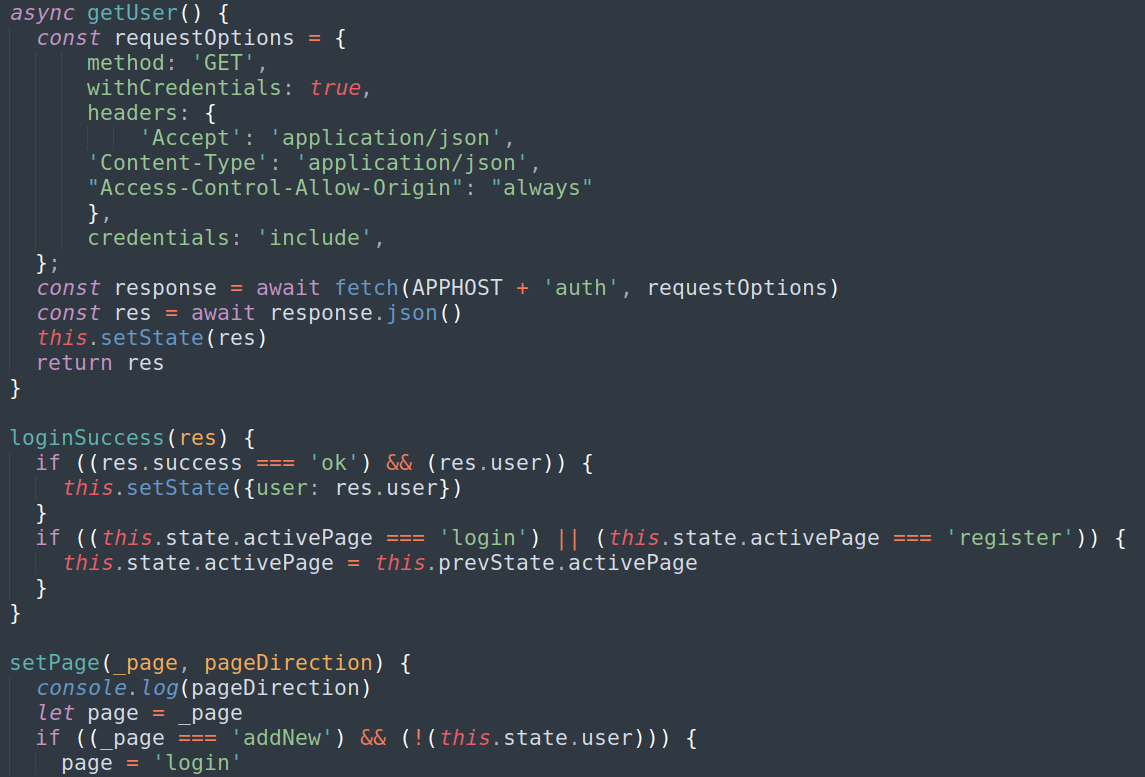 async getUser() {
  const requestOptions = {
      method: 'GET',
      withCredentials: true,
      headers: {
          'Accept': 'application/json',
      'Content-Type': 'application/json',
      "Access-Control-Allow-Origin": "always"
      },
      credentials: 'include',
  };
  const response = await fetch(APPHOST + 'auth', requestOptions)
  const res = await response.json()
  this.setState(res)
  return res
}

loginSuccess(res) {
  if ((res.success === 'ok') && (res.user)) {
    this.setState({user: res.user})
  }
  if ((this.state.activePage === 'login') || (this.state.activePage === 'register')) {
    this.state.activePage = this.prevState.activePage
  }
}

setPage(_page, pageDirection) {
  console.log(pageDirection)
  let page = _page
  if ((_page === 'addNew') && (!(this.state.user))) {
    page = 'login'